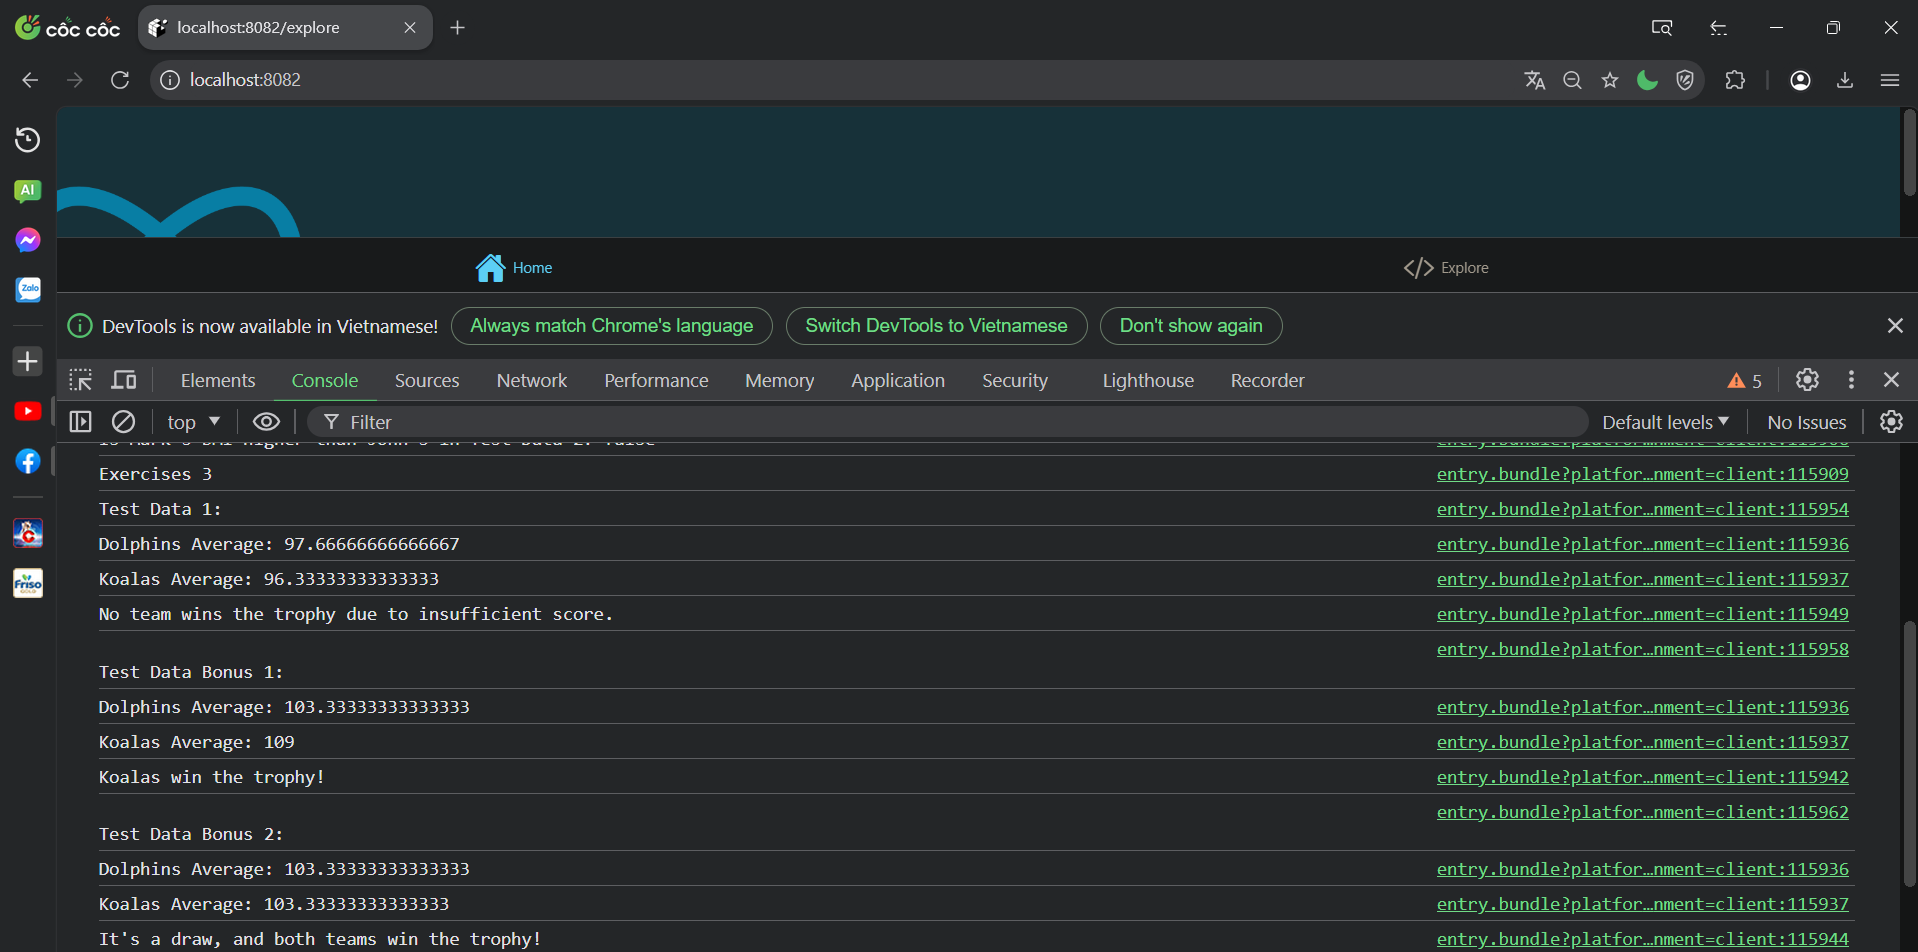 cốc cốc
localhost:8082/explore
localhost:8082
AI
Zalo
Friso
GOLD
Home
Explore
DevTools is now available in Vietnamese!
Always match Chrome's language
Switch DevTools to Vietnamese
Don't show again
Elements
Console
Sources
Network
Performance
Memory
Application
Security
Lighthouse
Recorder
5
top
Filter
Default levels
No Issues
Exercises 3 entry.bundle?platfor…nment=client:115909
Test Data 1: entry.bundle?platfor…nment=client:115954
Dolphins Average: 97.66666666666667 entry.bundle?platfor…nment=client:115936
Koalas Average: 96.33333333333333 entry.bundle?platfor…nment=client:115937
No team wins the trophy due to insufficient score. entry.bundle?platfor…nment=client:115949
entry.bundle?platfor…nment=client:115958
Test Data Bonus 1:
Dolphins Average: 103.33333333333333 entry.bundle?platfor…nment=client:115936
Koalas Average: 109 entry.bundle?platfor…nment=client:115937
Koalas win the trophy! entry.bundle?platfor…nment=client:115942
entry.bundle?platfor…nment=client:115962
Test Data Bonus 2:
Dolphins Average: 103.33333333333333 entry.bundle?platfor…nment=client:115936
Koalas Average: 103.33333333333333 entry.bundle?platfor…nment=client:115937
It's a draw, and both teams win the trophy! entry.bundle?platfor…nment=client:115944